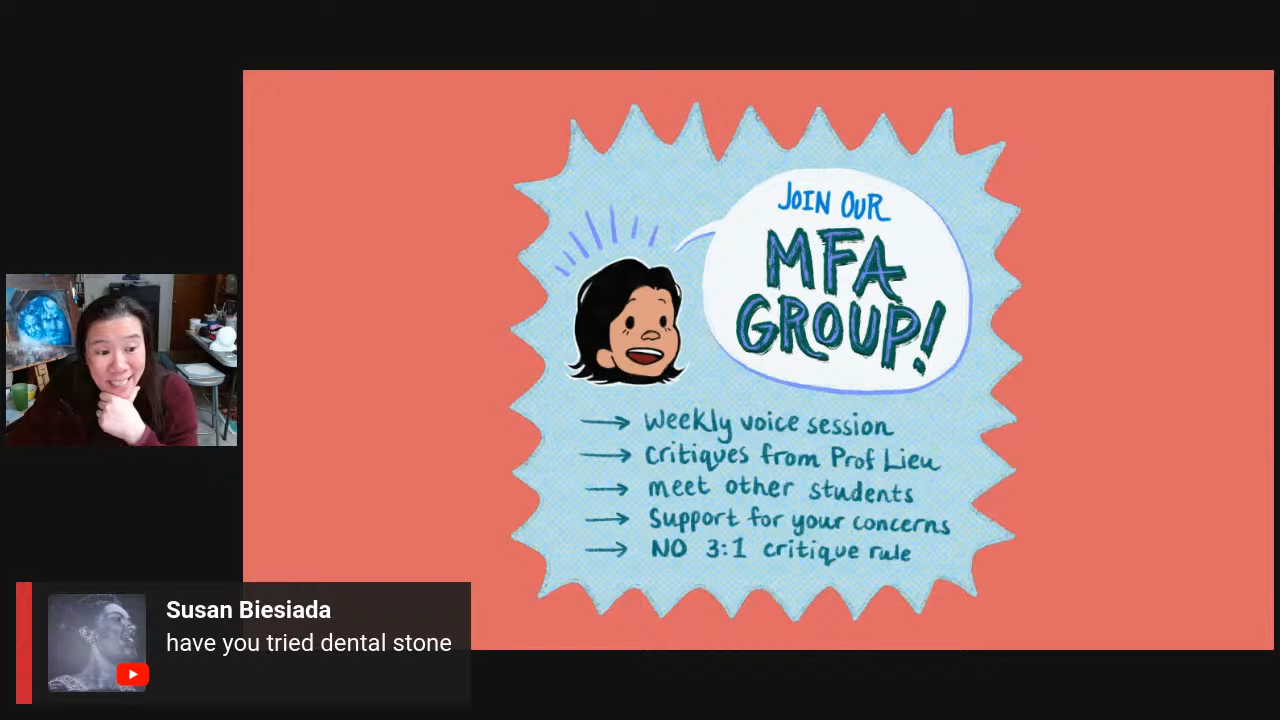 JOIN OUR
MFA
GROUP!
weekly voice session
critiques from Prof Lieu
meet other students
support for your concerns
NO 3:1 critique rule
Susan Biesiada
have you tried dental stone